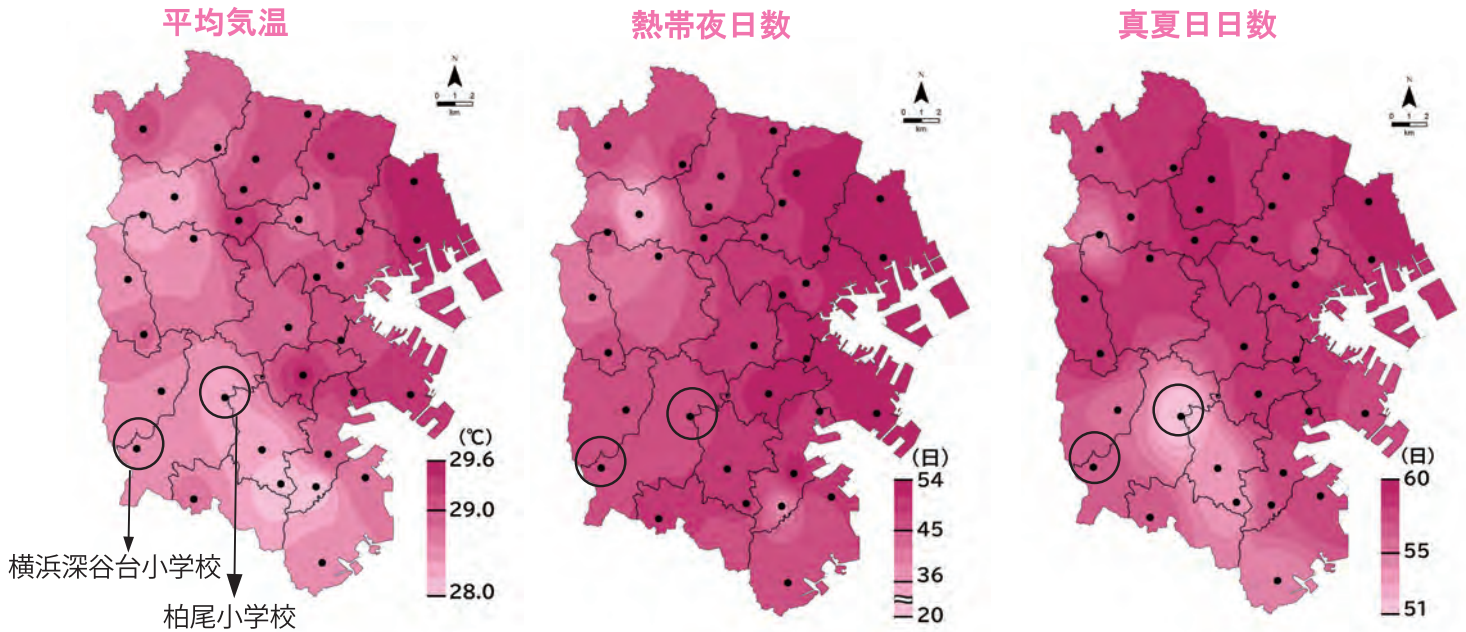 平均気温
熱帯夜日数
真夏日日数
N
0 1 2
km
N
0 1 2
km
N
0 1 2
km
(℃)
29.6
29.0
28.0
(日)
54
45
36
20
(日)
60
55
51
横浜深谷台小学校
柏尾小学校